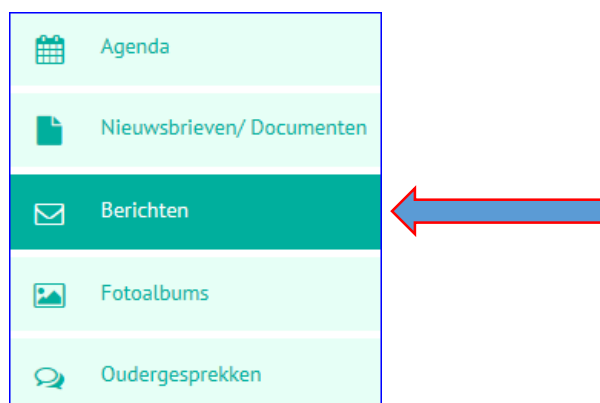 Agenda
Nieuwsbrieven/ Documenten
Berichten
Fotoalbums
Oudergesprekken